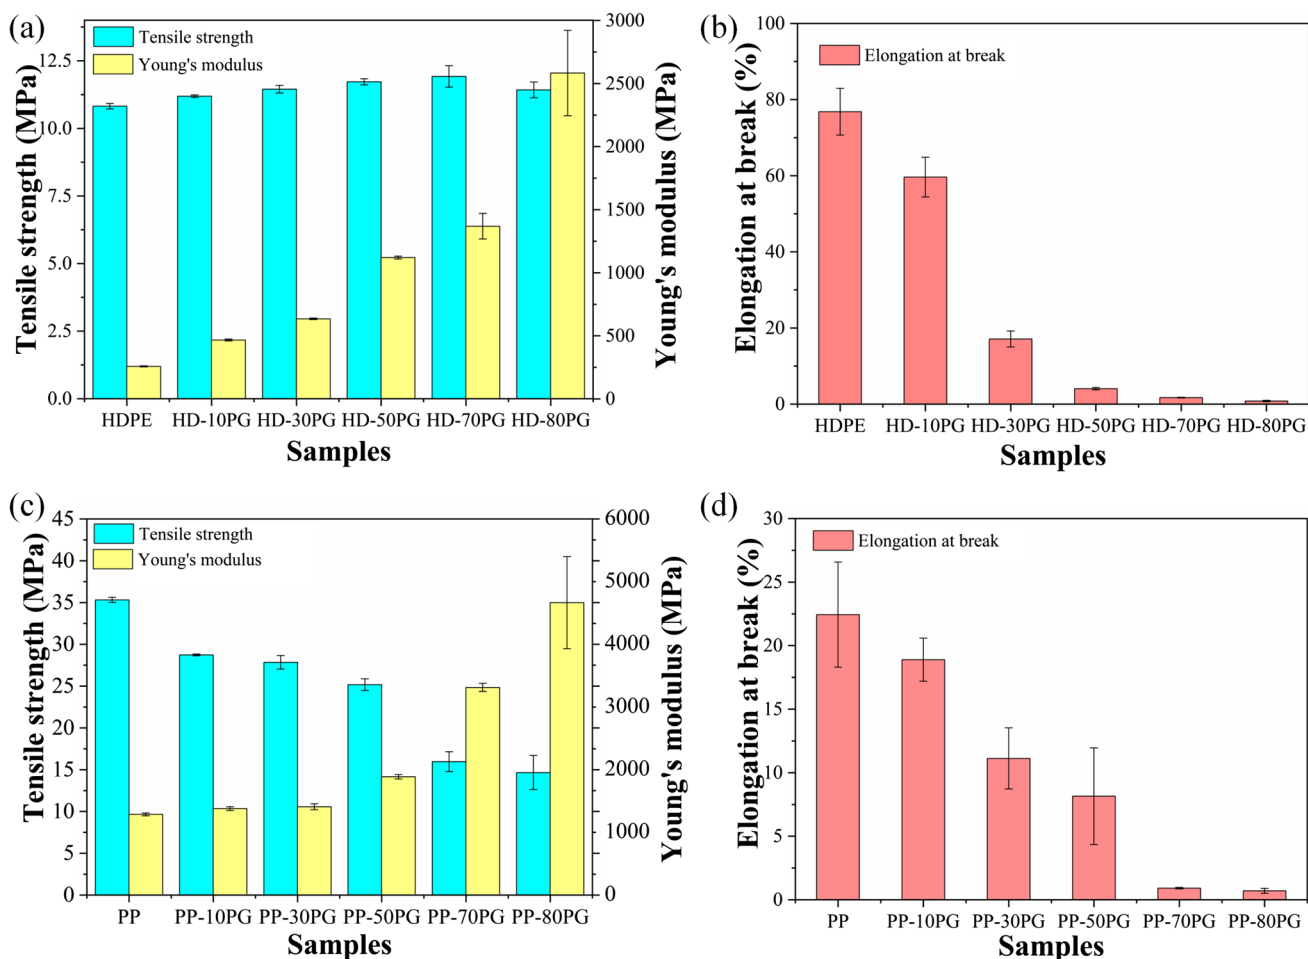 (a)
Tensile strength
Young's modulus
Tensile strength (MPa)
12.5
10.0
7.5
5.0
2.5
0.0
Young's modulus (MPa)
3000
2500
2000
1500
1000
500
0
HDPE HD-10PG HD-30PG HD-50PG HD-70PG HD-80PG
Samples
(b)
Elongation at break
Elongation at break (%)
100
80
60
40
20
0
HDPE HD-10PG HD-30PG HD-50PG HD-70PG HD-80PG
Samples
(c)
Tensile strength
Young's modulus
Tensile strength (MPa)
45
40
35
30
25
20
15
10
5
0
Young's modulus (MPa)
6000
5000
4000
3000
2000
1000
0
PP PP-10PG PP-30PG PP-50PG PP-70PG PP-80PG
Samples
(d)
Elongation at break
Elongation at break (%)
30
25
20
15
10
5
0
PP PP-10PG PP-30PG PP-50PG PP-70PG PP-80PG
Samples